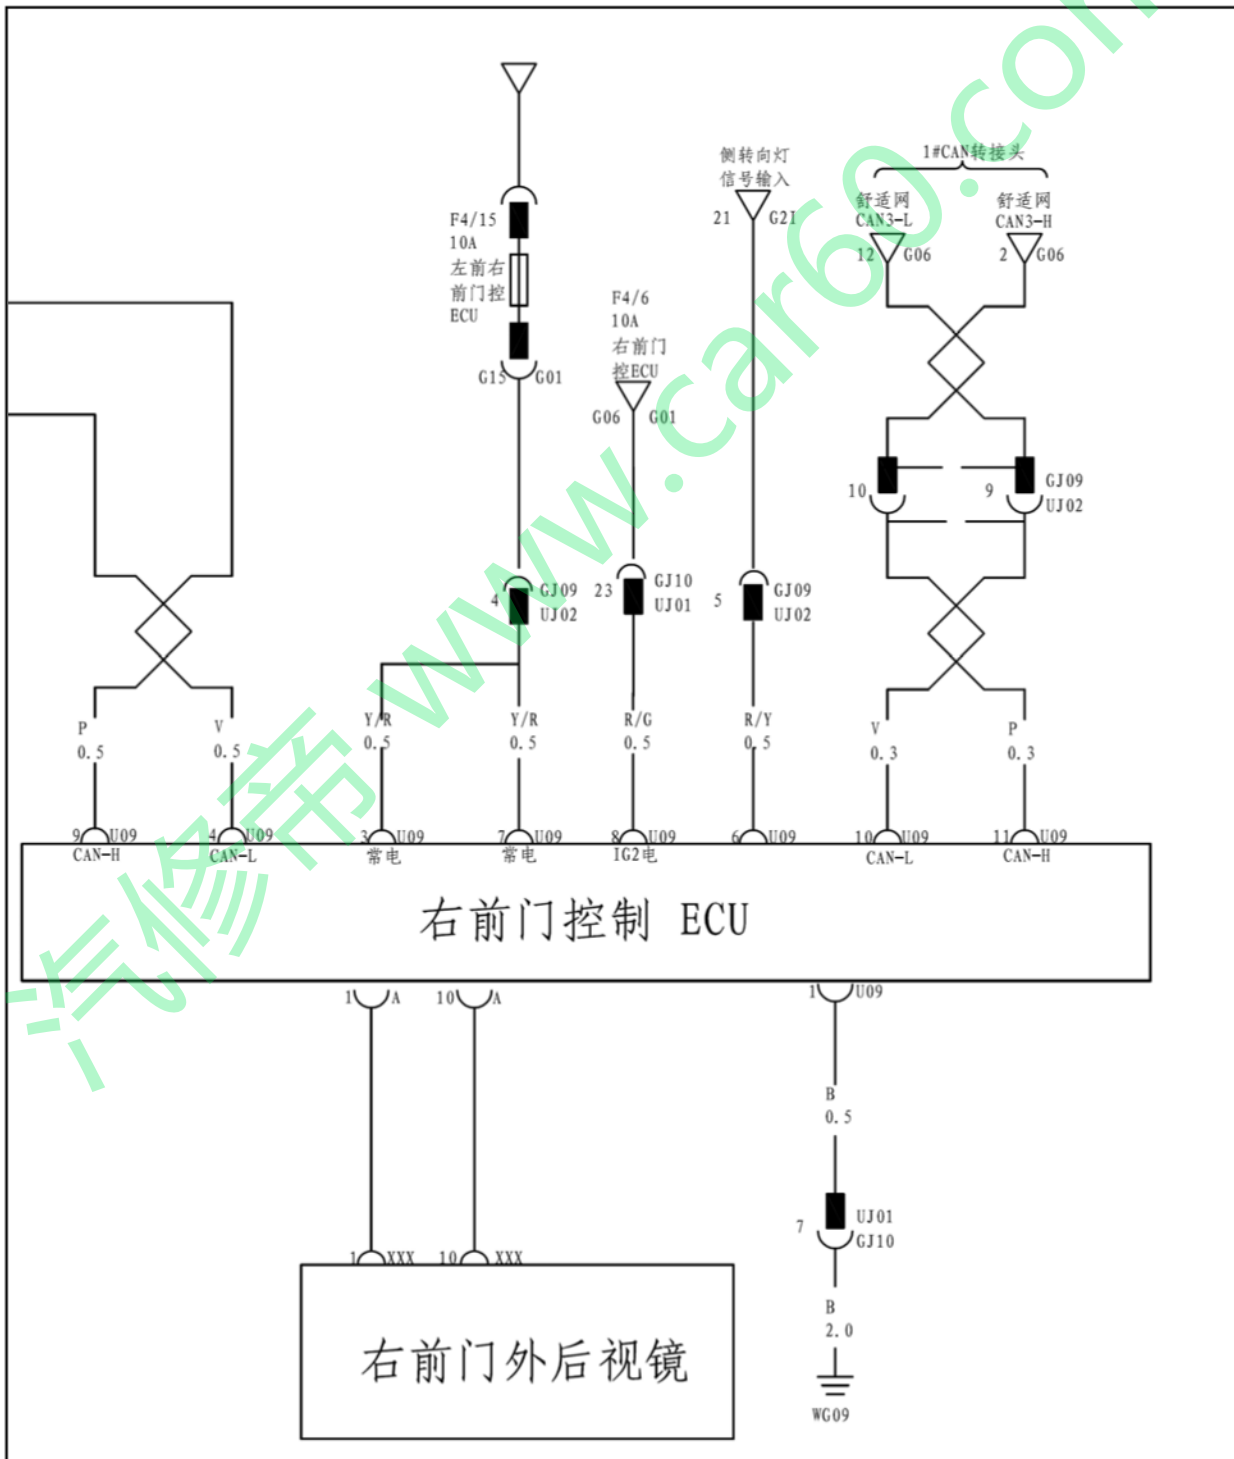 1#CAN转接头
侧转向灯
信号输入
21
G2I
舒适网
CAN3-L
12
G06
舒适网
CAN3-H
2
G06
F4/15
10A
左前右
前门控
ECU
G15
G01
F4/6
10A
右前门
控ECU
G06
G01
10
9
GJ09
UJ02
4
GJ09
UJ02
23
GJ10
UJ01
5
GJ09
UJ02
P
0.5
V
0.5
Y/R
0.5
Y/R
0.5
R/G
0.5
R/Y
0.5
V
0.3
P
0.3
9
U09
CAN-H
4
U09
CAN-L
3
U09
常电
7
U09
常电
8
U09
IG2电
6
U09
10
U09
CAN-L
11
U09
CAN-H
右前门控制 ECU
1
A
10
A
1
U09
B
0.5
7
UJ01
GJ10
B
2.0
WG09
1
XXX
10
XXX
右前门外后视镜
汽修帝 www.car60.com